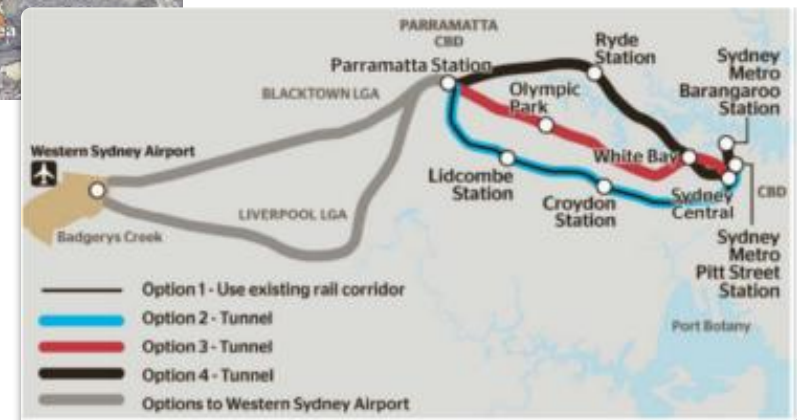 PARRAMATTA
CBD
Parramatta Station
BLACKTOWN LGA
Ryde
Station
Olympic
Park
Sydney
Metro
Barangaroo
Station
Western Sydney Airport
White Bay
Lidcombe
Station
Croydon
Station
Sydney
Central
CBD
LIVERPOOL LGA
Badgerys Creek
Sydney
Metro
Pitt Street
Station
Port Botany
Option 1 - Use existing rail corridor
Option 2 - Tunnel
Option 3 - Tunnel
Option 4 - Tunnel
Options to Western Sydney Airport